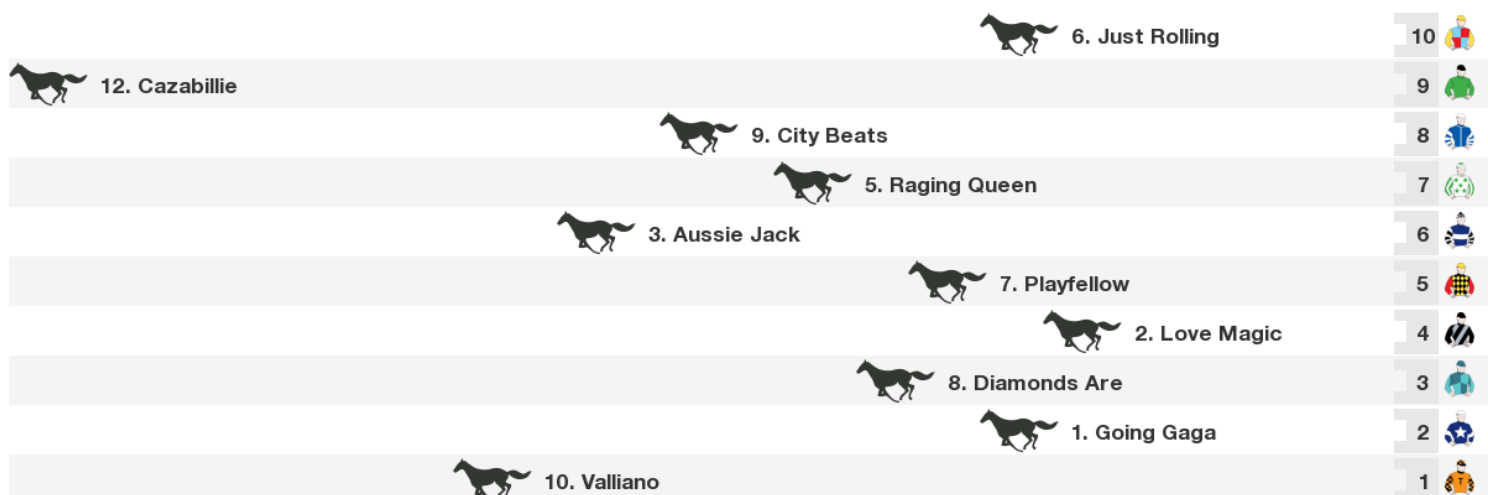 6. Just Rolling 10
12. Cazabillie 9
9. City Beats 8
5. Raging Queen 7
3. Aussie Jack 6
7. Playfellow 5
2. Love Magic 4
8. Diamonds Are 3
1. Going Gaga 2
10. Valliano 1 T